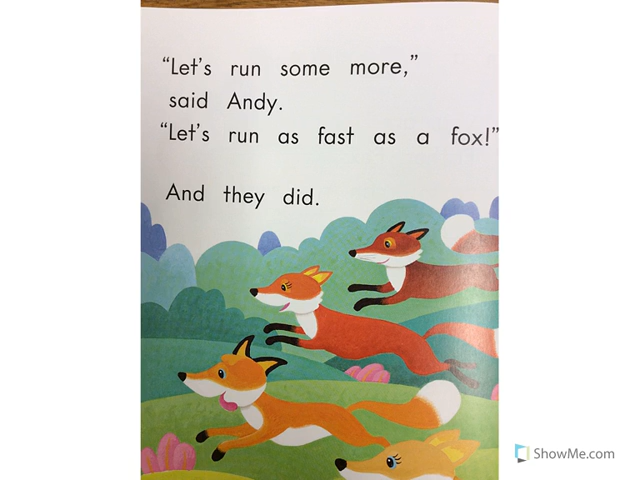 “Let’s run some more,”
said Andy.
“Let’s run as fast as a fox!”
And they did.
ShowMe.com